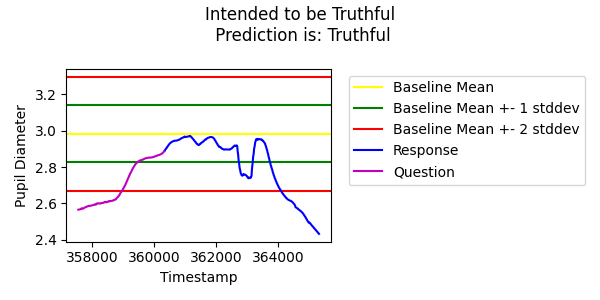 Intended to be Truthful
Prediction is: Truthful
Pupil Diameter
3.2
3.0
2.8
2.6
2.4
358000 360000 362000 364000
Timestamp
Baseline Mean
Baseline Mean +- 1 stddev
Baseline Mean +- 2 stddev
Response
Question